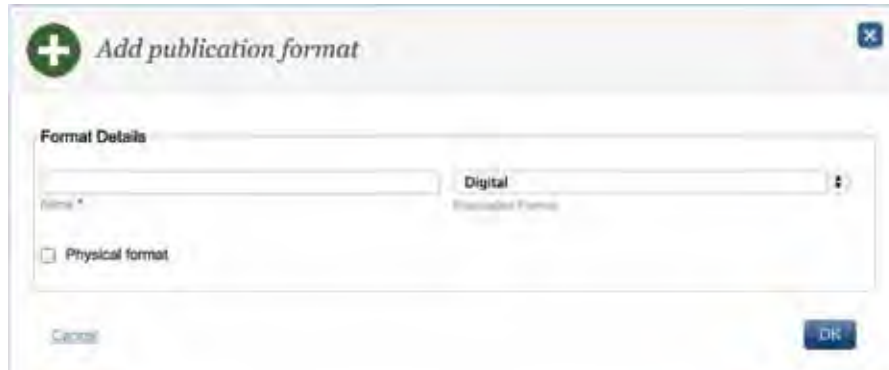 Add publication format
Format Details
Digital
Name *
Physical format
Cancel
OK